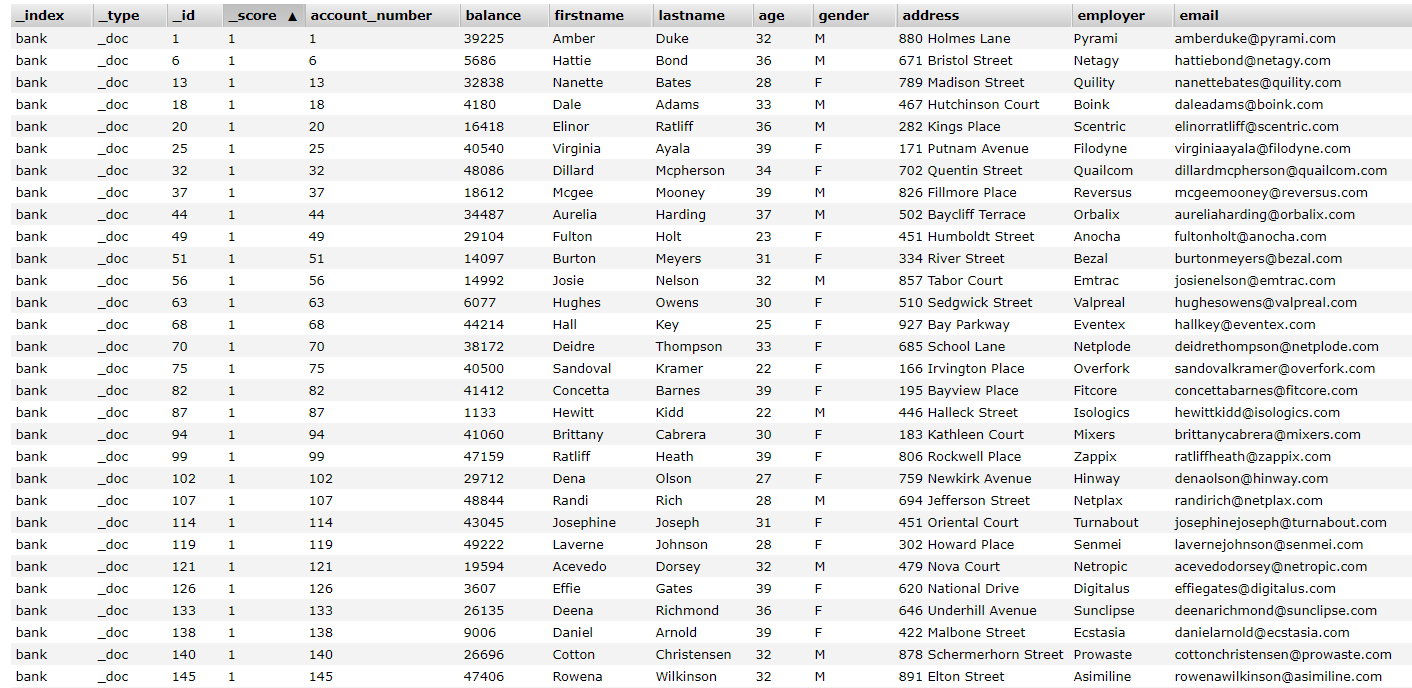 _index _type _id _score ▲ account_number balance firstname lastname age gender address employer email
bank _doc 1 1 1 39225 Amber Duke 32 M 880 Holmes Lane Pyrami amberduke@pyrami.com
bank _doc 6 1 6 5686 Hattie Bond 36 M 671 Bristol Street Netagy hattiebond@netagy.com
bank _doc 13 1 13 32838 Nanette Bates 28 F 789 Madison Street Quility nanettebates@quility.com
bank _doc 18 1 18 4180 Dale Adams 33 M 467 Hutchinson Court Boink daleadams@boink.com
bank _doc 20 1 20 16418 Elinor Ratliff 36 M 282 Kings Place Scentric elinorratliff@scentric.com
bank _doc 25 1 25 40540 Virginia Ayala 39 F 171 Putnam Avenue Filodyne virginiaayala@filodyne.com
bank _doc 32 1 32 48086 Dillard Mcpherson 34 F 702 Quentin Street Quailcom dillardmcpherson@quailcom.com
bank _doc 37 1 37 18612 Mcgee Mooney 39 M 826 Fillmore Place Reversus mcgeemooney@reversus.com
bank _doc 44 1 44 34487 Aurelia Harding 37 M 502 Baycliff Terrace Orbalix aureliaharding@orbalix.com
bank _doc 49 1 49 29104 Fulton Holt 23 F 451 Humboldt Street Anocha fultonholt@anocha.com
bank _doc 51 1 51 14097 Burton Meyers 31 F 334 River Street Bezal burtonmeyers@bezal.com
bank _doc 56 1 56 14992 Josie Nelson 32 M 857 Tabor Court Emtrac josienelson@emtrac.com
bank _doc 63 1 63 6077 Hughes Owens 30 F 510 Sedgwick Street Valpreal hughesowens@valpreal.com
bank _doc 68 1 68 44214 Hall Key 25 F 927 Bay Parkway Eventex hallkey@eventex.com
bank _doc 70 1 70 38172 Deidre Thompson 33 F 685 School Lane Netplode deidrethompson@netplode.com
bank _doc 75 1 75 40500 Sandoval Kramer 22 F 166 Irvington Place Overfork sandovalkramer@overfork.com
bank _doc 82 1 82 41412 Concetta Barnes 39 F 195 Bayview Place Fitcore concettabarnes@fitcore.com
bank _doc 87 1 87 1133 Hewitt Kidd 22 M 446 Halleck Street Isologics hewittkidd@isologics.com
bank _doc 94 1 94 41060 Brittany Cabrera 30 F 183 Kathleen Court Mixers brittanycabrera@mixers.com
bank _doc 99 1 99 47159 Ratliff Heath 39 F 806 Rockwell Place Zappix ratliffheath@zappix.com
bank _doc 102 1 102 29712 Dena Olson 27 F 759 Newkirk Avenue Hinway denaolson@hinway.com
bank _doc 107 1 107 48844 Randi Rich 28 M 694 Jefferson Street Netplax randirich@netplax.com
bank _doc 114 1 114 43045 Josephine Joseph 31 F 451 Oriental Court Turnabout josephinejoseph@turnabout.com
bank _doc 119 1 119 49222 Laverne Johnson 28 F 302 Howard Place Senmei lavernejohnson@senmei.com
bank _doc 121 1 121 19594 Acevedo Dorsey 32 M 479 Nova Court Netropic acevedodorsey@netropic.com
bank _doc 126 1 126 3607 Effie Gates 39 F 620 National Drive Digitalus effiegates@digitalus.com
bank _doc 133 1 133 26135 Deena Richmond 36 F 646 Underhill Avenue Sunclipse deenarichmond@sunclipse.com
bank _doc 138 1 138 9006 Daniel Arnold 39 F 422 Malbone Street Ecstasia danielarnold@ecstasia.com
bank _doc 140 1 140 26696 Cotton Christensen 32 M 878 Schermerhorn Street Prowaste cottonchristensen@prowaste.com
bank _doc 145 1 145 47406 Rowena Wilkinson 32 M 891 Elton Street Asimiline rowenawilkinson@asimiline.com